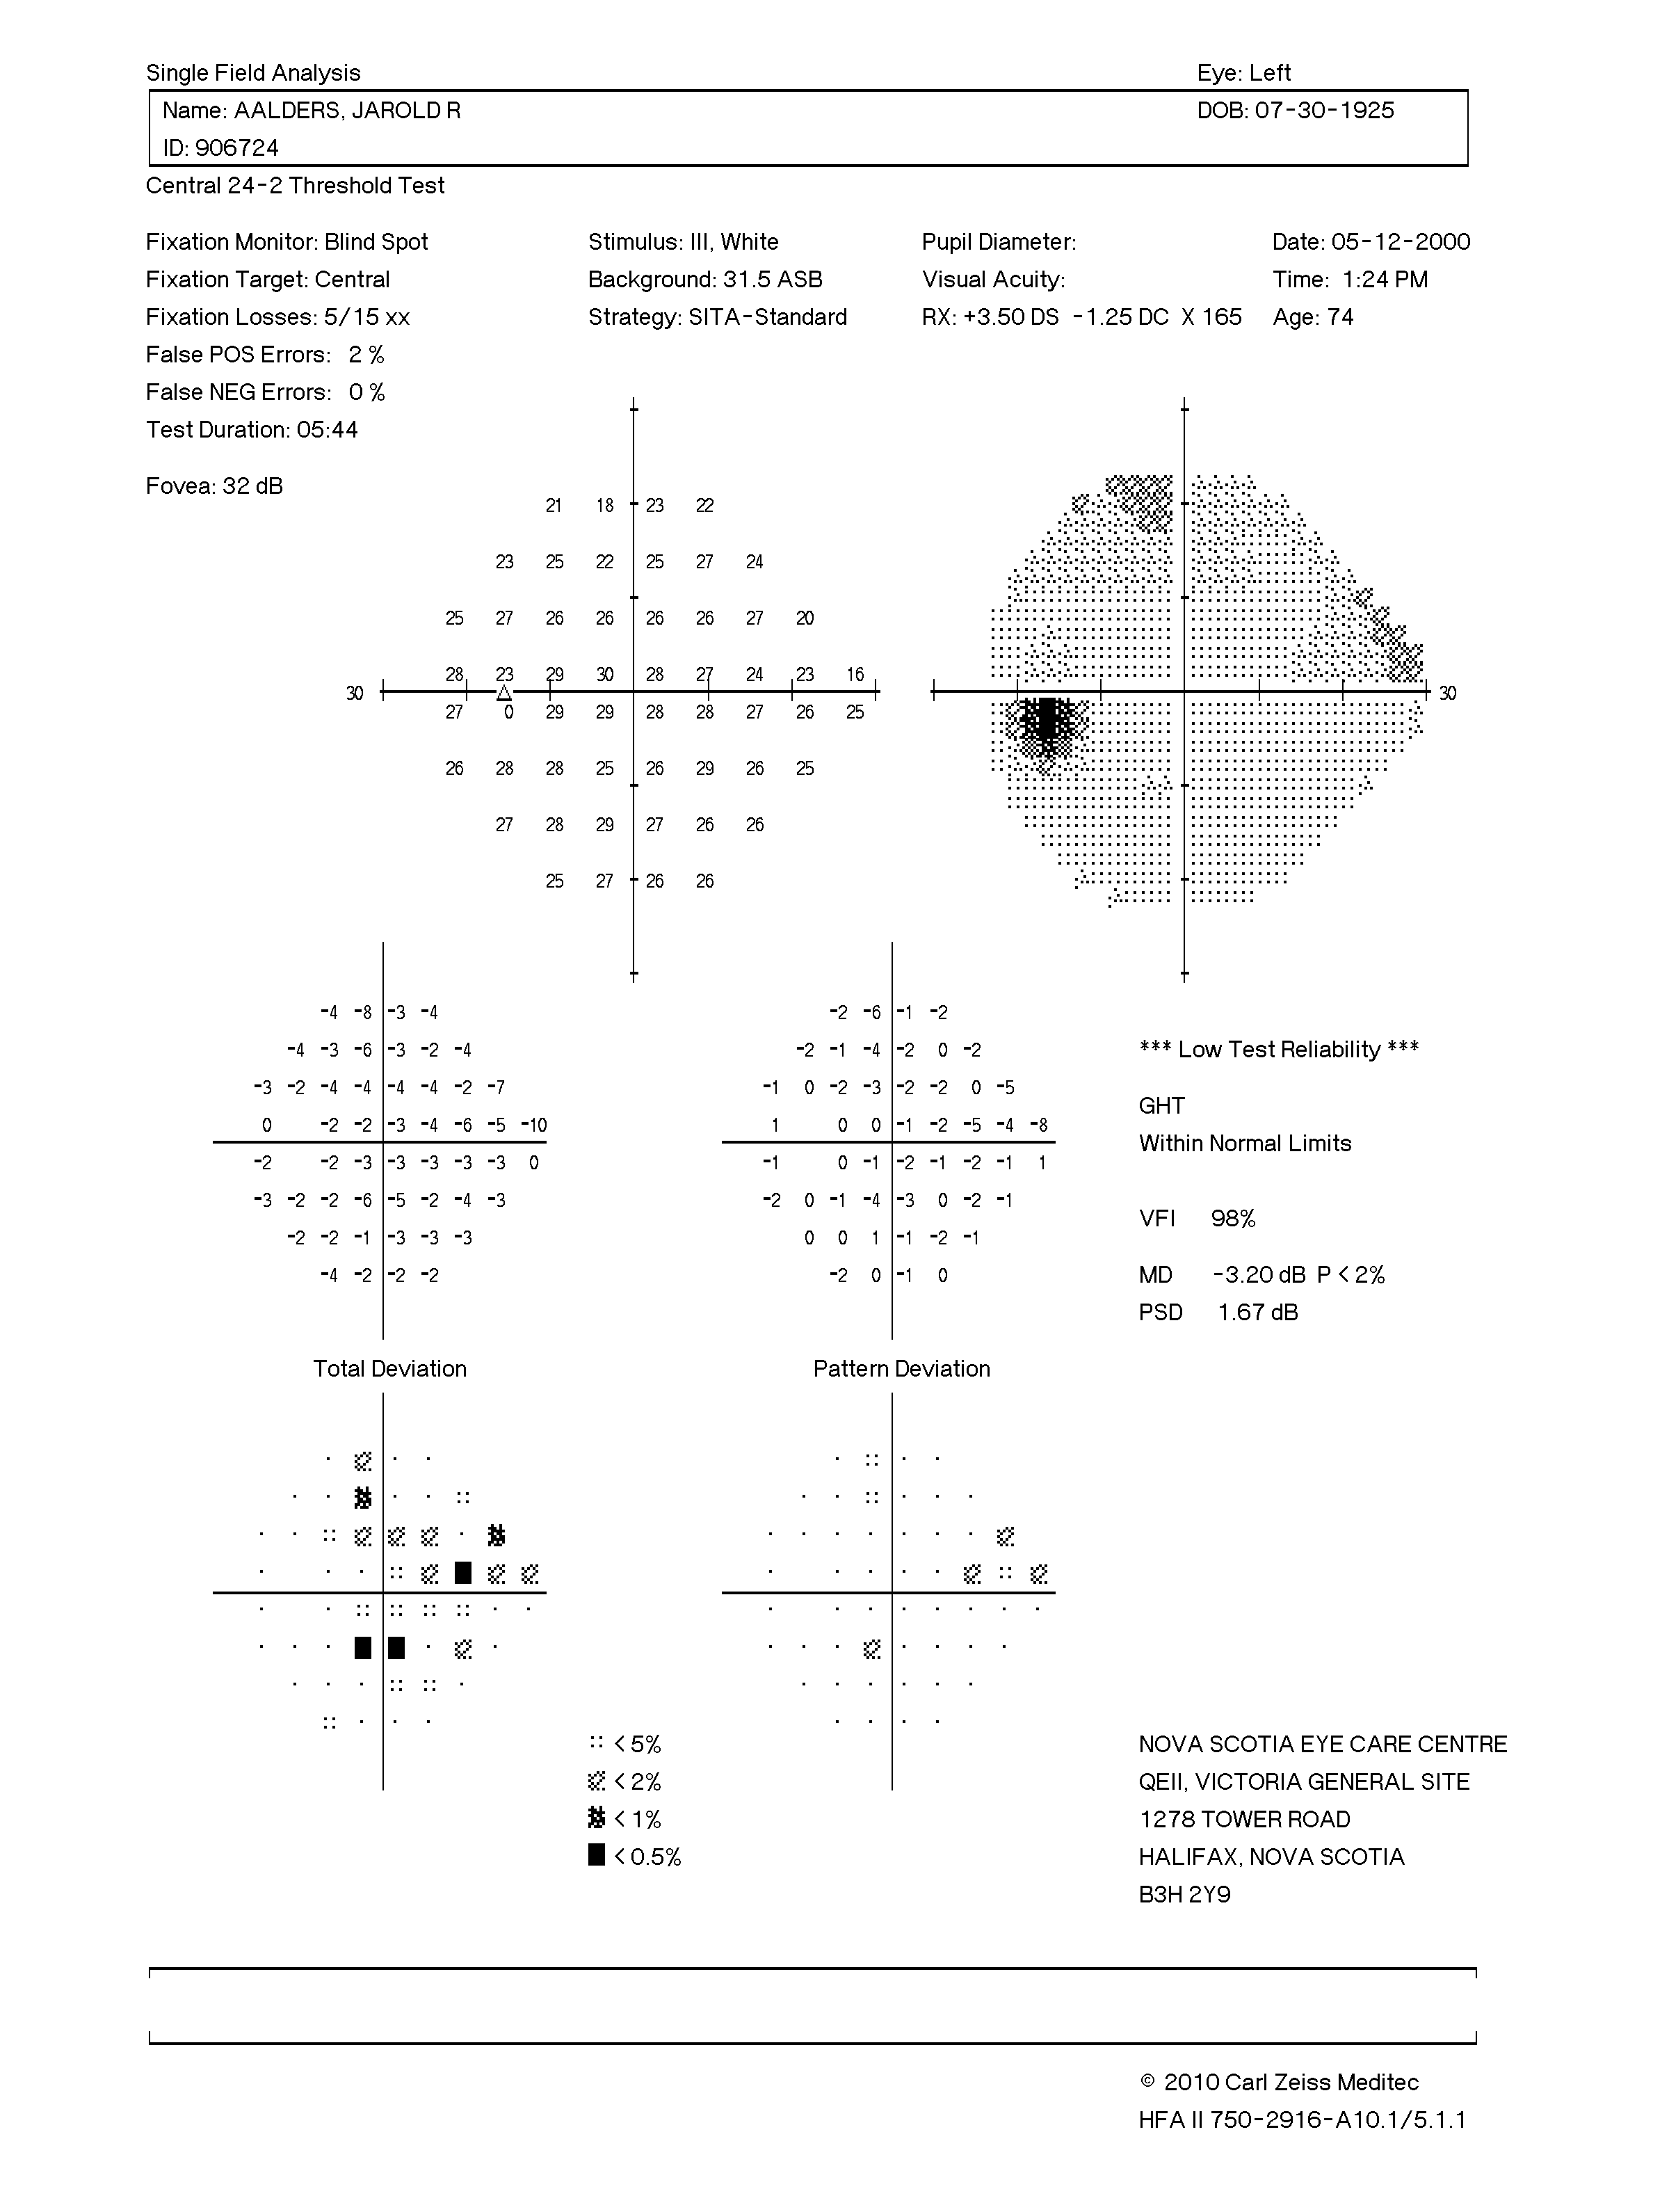 Single Field Analysis Eye: Left
Name: AALDERS, JAROLD R DOB: 07-30-1925
ID: 906724
Central 24-2 Threshold Test
Fixation Monitor: Blind Spot Stimulus: III, White Pupil Diameter: Date: 05-12-2000
Fixation Target: Central Background: 31.5 ASB Visual Acuity: Time: 1:24 PM
Fixation Losses: 5/15 xx Strategy: SITA-Standard RX: +3.50 DS -1.25 DC X 165 Age: 74
False POS Errors: 2 %
False NEG Errors: 0 %
Test Duration: 05:44
Fovea: 32 dB
21 18 23 22
23 25 22 25 27 24
25 27 26 26 26 26 27 20
28 23 29 30 28 27 24 23 16
30 30
27 0 29 29 28 28 27 26 25
26 28 28 25 26 29 26 25
27 28 29 27 26 26
25 27 26 26
-4 -8 -3 -4 -2 -6 -1 -2
-4 -3 -6 -3 -2 -4 -2 -1 -4 -2 0 -2 *** Low Test Reliability ***
-3 -2 -4 -4 -4 -4 -2 -7 -1 0 -2 -3 -2 -2 0 -5
GHT
0 -2 -2 -3 -4 -6 -5 -10 1 0 0 -1 -2 -5 -4 -8
Within Normal Limits
-2 -2 -3 -3 -3 -3 -3 0 -1 0 -1 -2 -1 -2 -1 1
-3 -2 -2 -6 -5 -2 -4 -3 -2 0 -1 -4 -3 0 -2 -1
VFI 98%
-2 -2 -1 -3 -3 -3 0 0 1 -1 -2 -1
-4 -2 -2 -2 -2 0 -1 0 MD -3.20 dB P < 2%
PSD 1.67 dB
Total Deviation Pattern Deviation
< 5% NOVA SCOTIA EYE CARE CENTRE
< 2% QEII, VICTORIA GENERAL SITE
< 1% 1278 TOWER ROAD
< 0.5% HALIFAX, NOVA SCOTIA
B3H 2Y9
© 2010 Carl Zeiss Meditec
HFA II 750-2916-A10.1/5.1.1